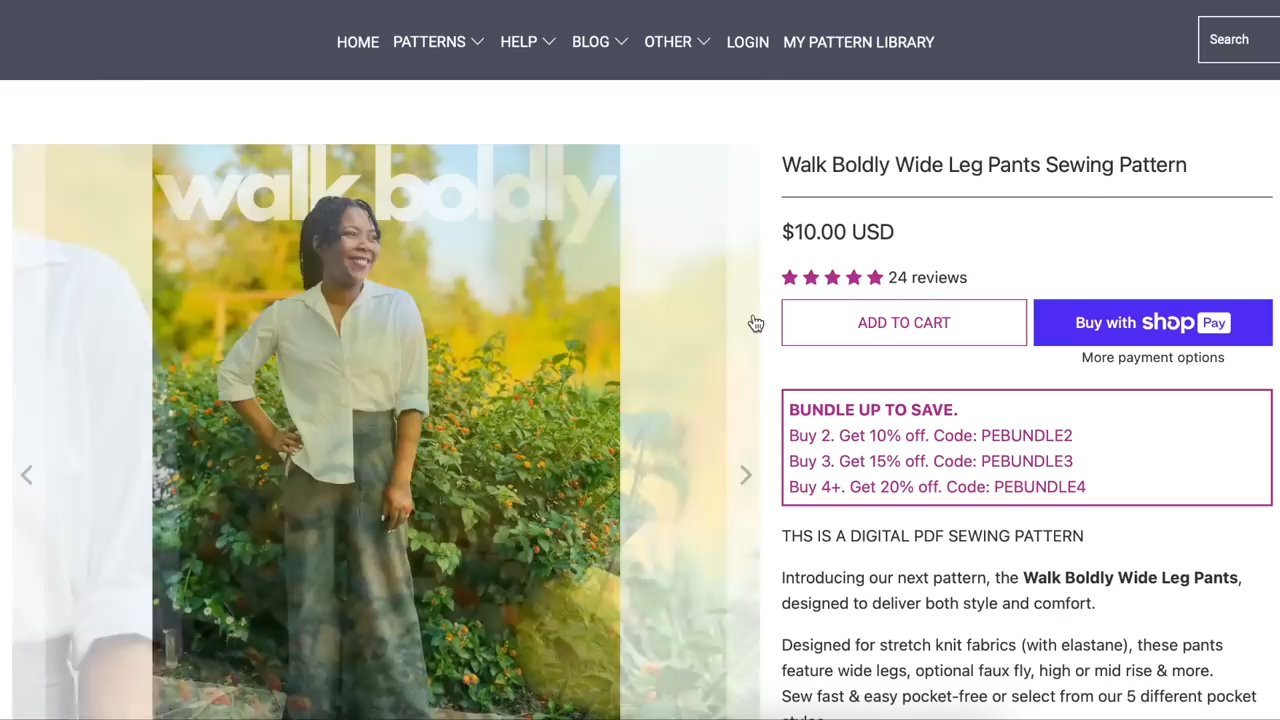 HOME PATTERNS HELP BLOG OTHER LOGIN MY PATTERN LIBRARY
Search
walk boldly
Walk Boldly Wide Leg Pants Sewing Pattern
$10.00 USD
24 reviews
ADD TO CART
Buy with shop Pay
More payment options
BUNDLE UP TO SAVE.
Buy 2. Get 10% off. Code: PEBUNDLE2
Buy 3. Get 15% off. Code: PEBUNDLE3
Buy 4+. Get 20% off. Code: PEBUNDLE4
THS IS A DIGITAL PDF SEWING PATTERN
Introducing our next pattern, the Walk Boldly Wide Leg Pants,
designed to deliver both style and comfort.
Designed for stretch knit fabrics (with elastane), these pants
feature wide legs, optional faux fly, high or mid rise & more.
Sew fast & easy pocket-free or select from our 5 different pocket